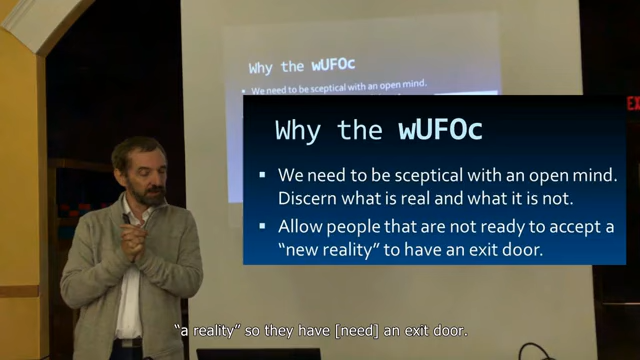 Why the wUFOc
▪ We need to be sceptical with an open mind.
Why the wUFOc
▪ We need to be sceptical with an open mind.
Discern what is real and what it is not.
▪ Allow people that are not ready to accept a
“new reality” to have an exit door.
EX
“a reality” so they have [need] an exit door.